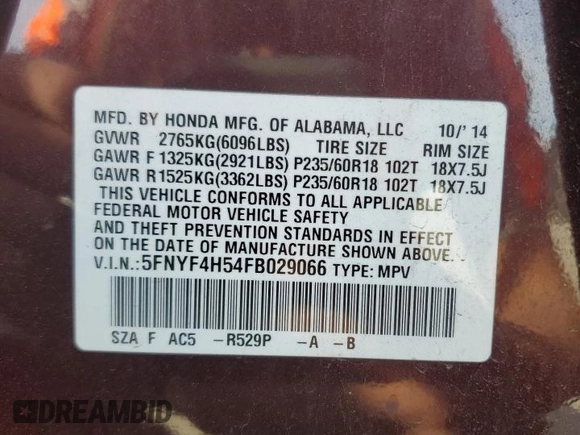 MFD. BY HONDA MFG. OF ALABAMA, LLC 10/'14
GVWR 2765KG(6096LBS) TIRE SIZE RIM SIZE
GAWR F 1325KG(2921LBS) P235/60R18 102T 18X7.5J
GAWR R1525KG(3362LBS) P235/60R18 102T 18X7.5J
THIS VEHICLE CONFORMS TO ALL APPLICABLE
FEDERAL MOTOR VEHICLE SAFETY
AND THEFT PREVENTION STANDARDS IN EFFECT
ON THE DATE OF MANUFACTURE SHOWN ABOVE.
V.I.N.:5FNYF4H54FB029066 TYPE: MPV
SZA F AC5 -R529P -A -B
DREAMBID